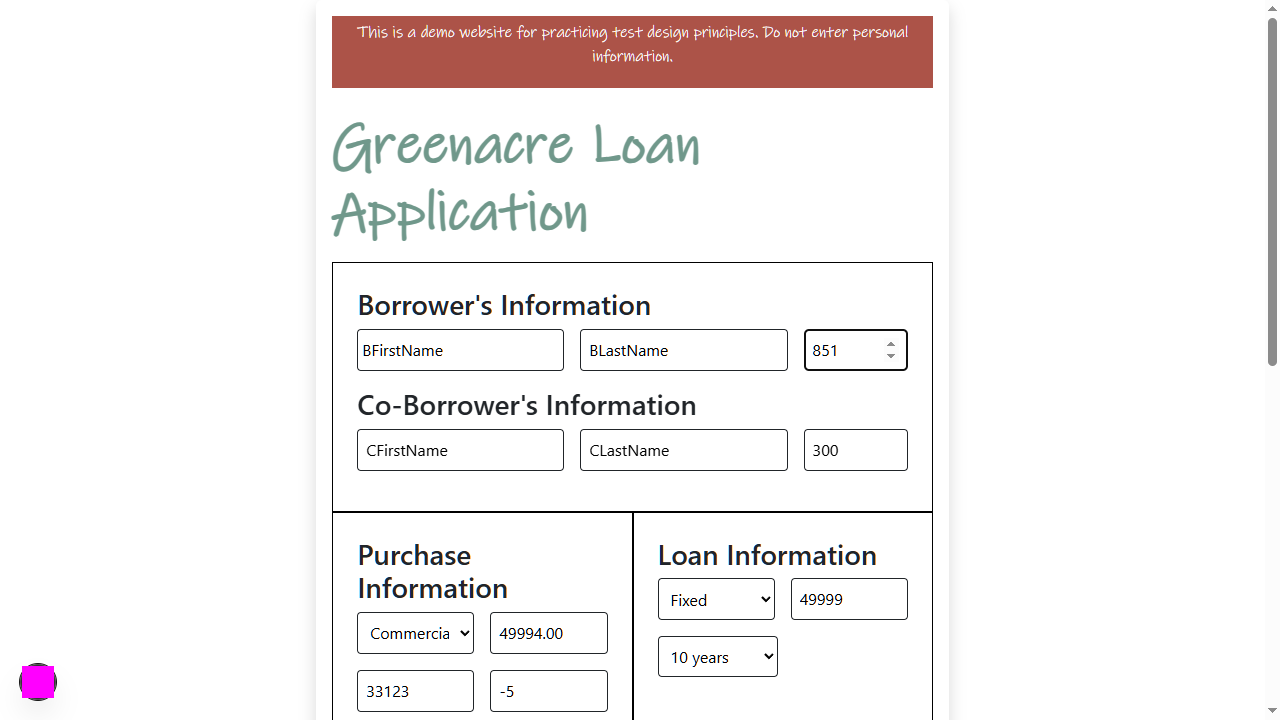 This is a demo website for practicing test design principles. Do not enter personal
information.
Greenacre Loan
Application
Borrower's Information
BFirstName
BLastName
851
Co-Borrower's Information
CFirstName
CLastName
300
Purchase
Information
Commercia
49994.00
33123
-5
Loan Information
Fixed
49999
10 years